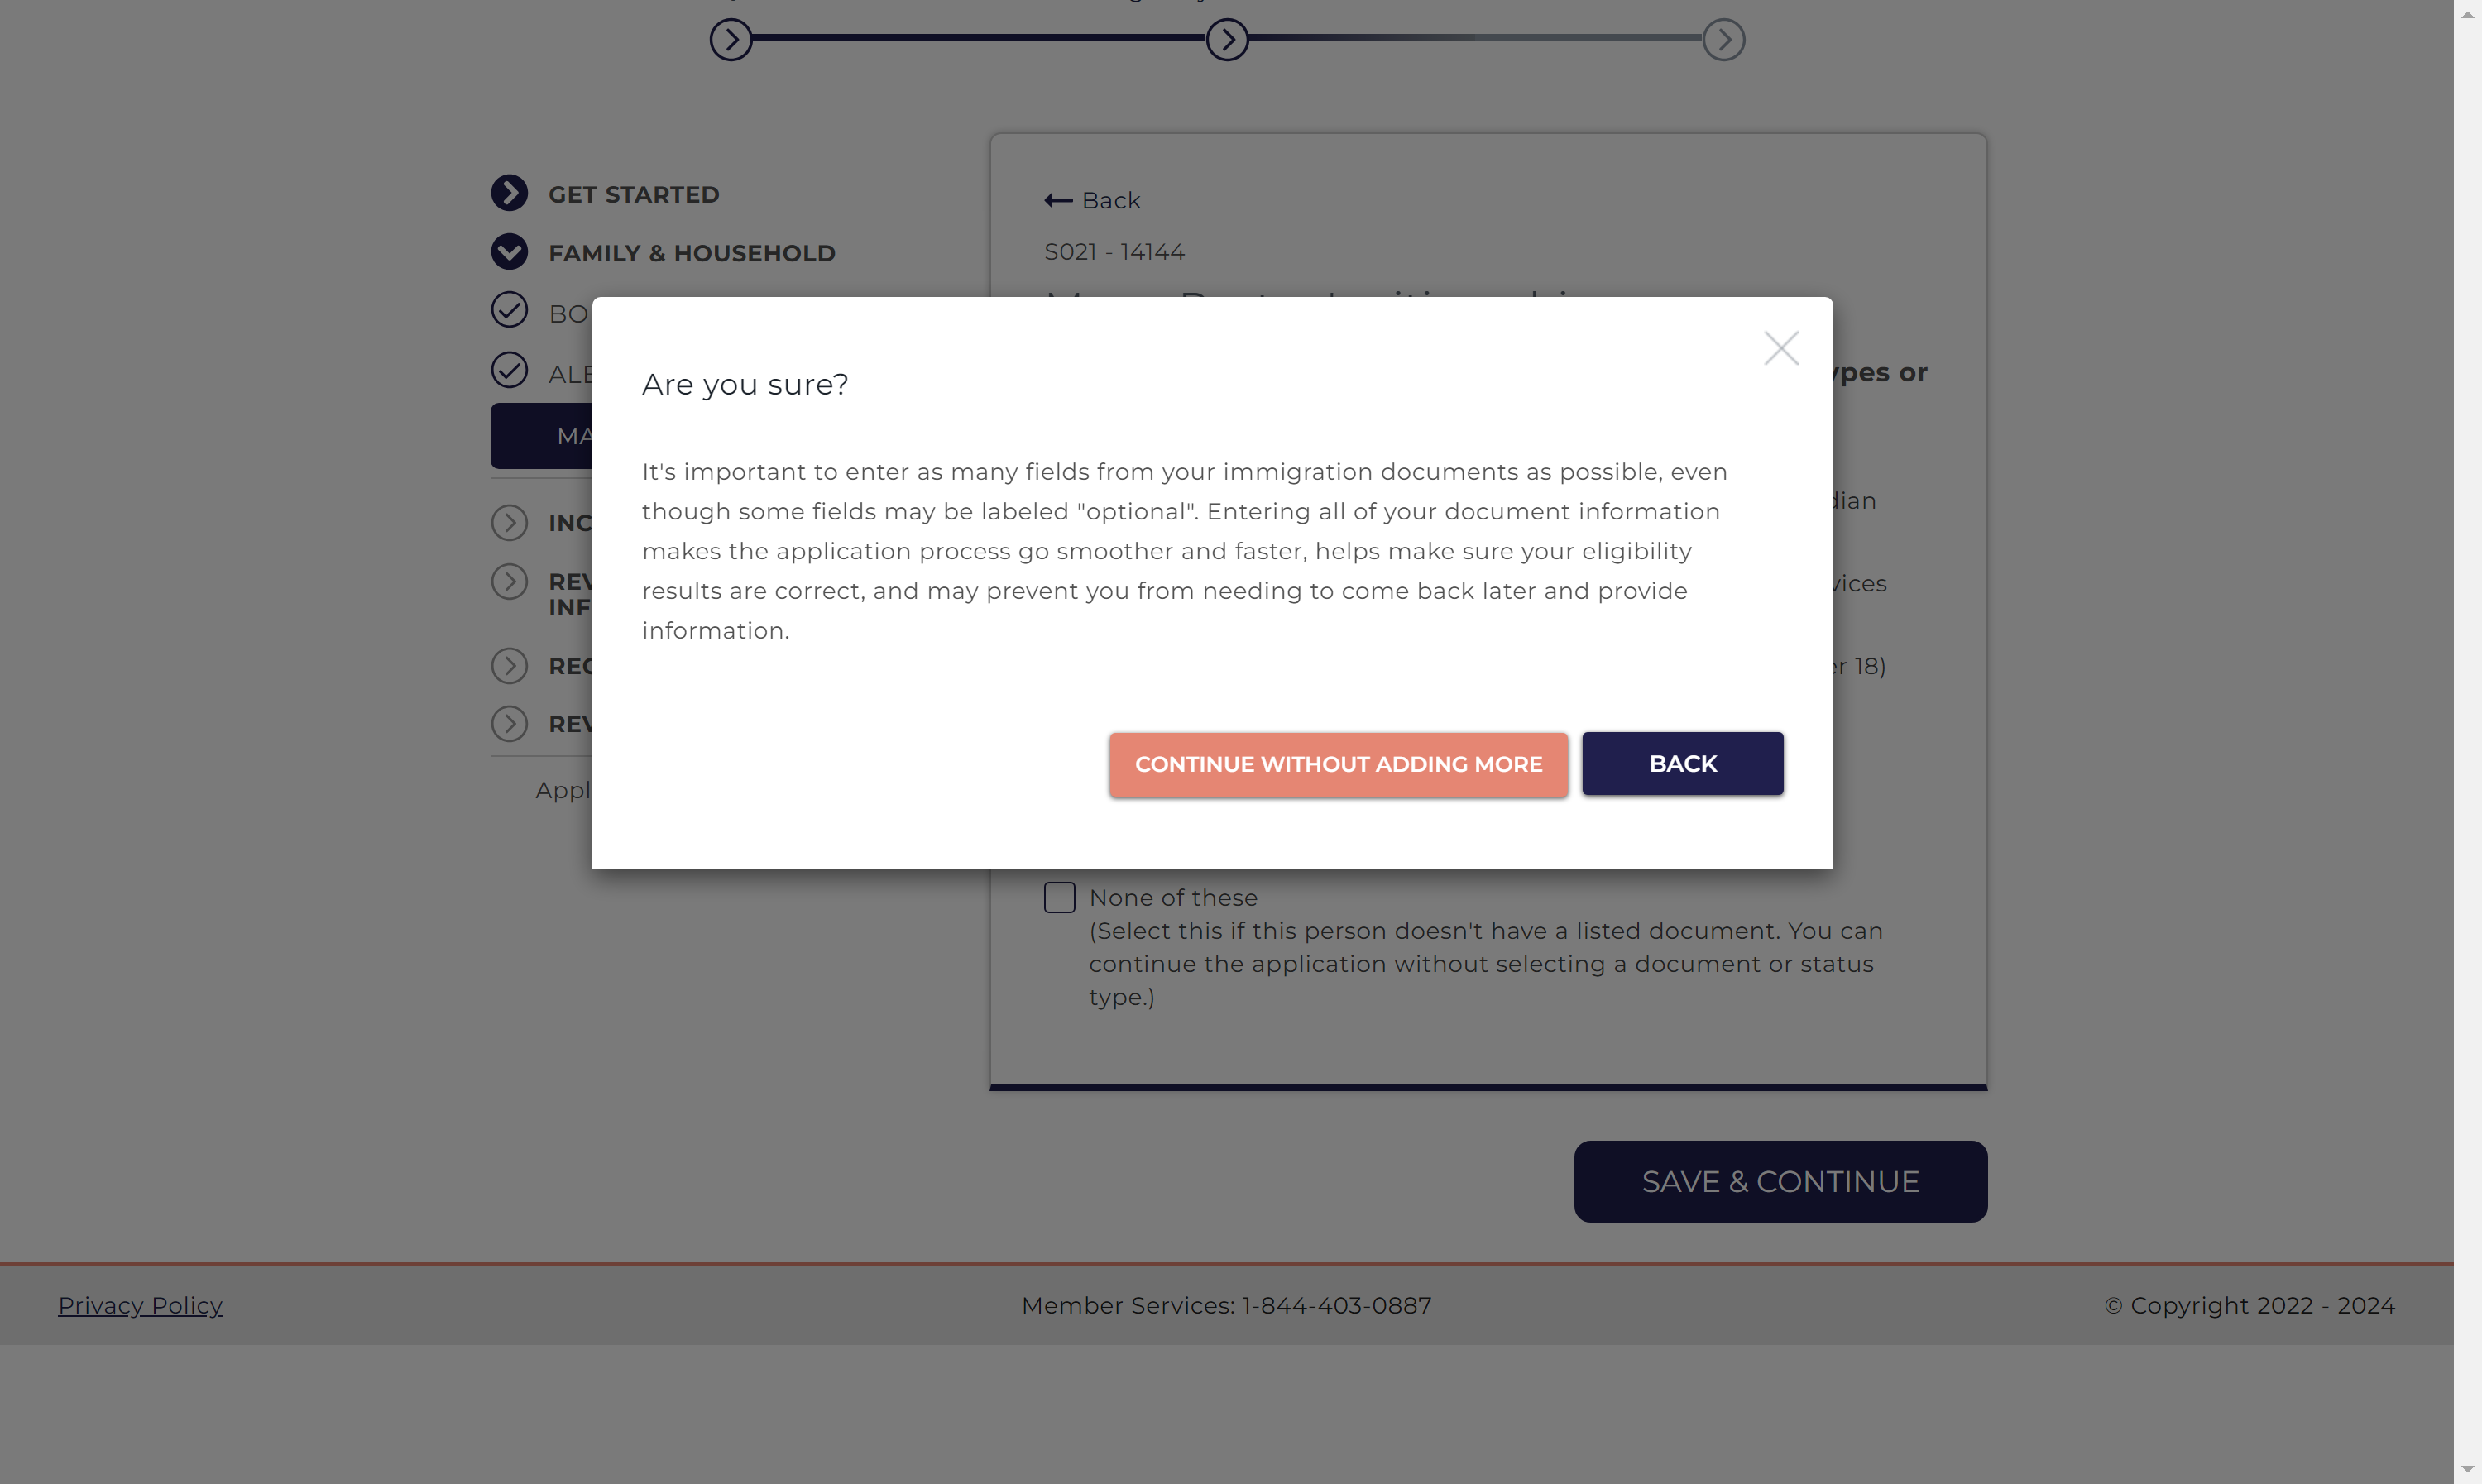 GET STARTED
FAMILY & HOUSEHOLD
Back
S021 - 14144
Are you sure?
ypes or
It's important to enter as many fields from your immigration documents as possible, even
though some fields may be labeled "optional". Entering all of your document information
makes the application process go smoother and faster, helps make sure your eligibility
results are correct, and may prevent you from needing to come back later and provide
information.
dian
vices
er 18)
BO
ALE
MA
INC
REV
INF
REC
REV
Appl
CONTINUE WITHOUT ADDING MORE
BACK
None of these
(Select this if this person doesn't have a listed document. You can
continue the application without selecting a document or status
type.)
SAVE & CONTINUE
Privacy Policy
Member Services: 1-844-403-0887
© Copyright 2022 - 2024